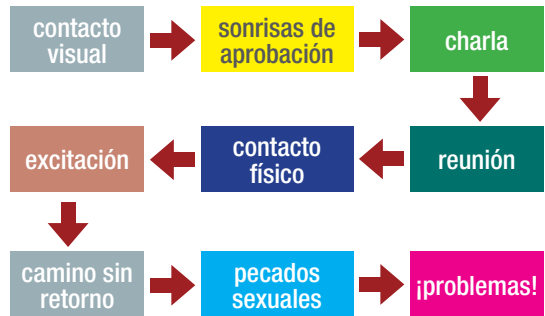 contacto
visual
sonrisas de
aprobación
charla
reunión
contacto
físico
excitación
camino sin
retorno
pecados
sexuales
¡problemas!